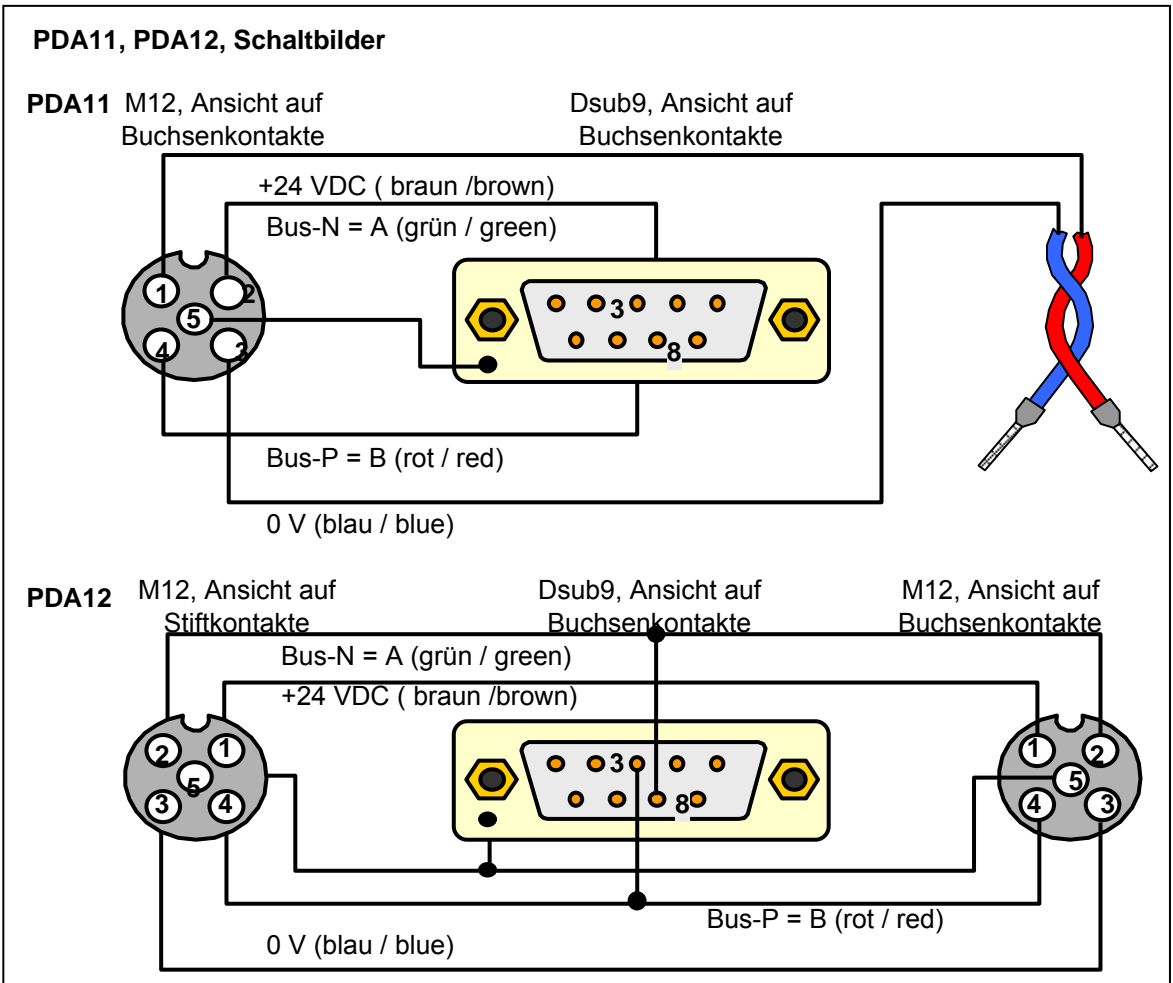 PDA11, PDA12, Schaltbilder
PDA11 M12, Ansicht auf
Buchsenkontakte
Dsub9, Ansicht auf
Buchsenkontakte
+24 VDC ( braun /brown)
Bus-N = A (grün / green)
1
2
5
4
3
3
8
Bus-P = B (rot / red)
0 V (blau / blue)
PDA12
M12, Ansicht auf
Stiftkontakte
Dsub9, Ansicht auf
Buchsenkontakte
M12, Ansicht auf
Buchsenkontakte
Bus-N = A (grün / green)
+24 VDC ( braun /brown)
2
1
5
3
4
3
8
1
2
5
4
3
Bus-P = B (rot / red)
0 V (blau / blue)